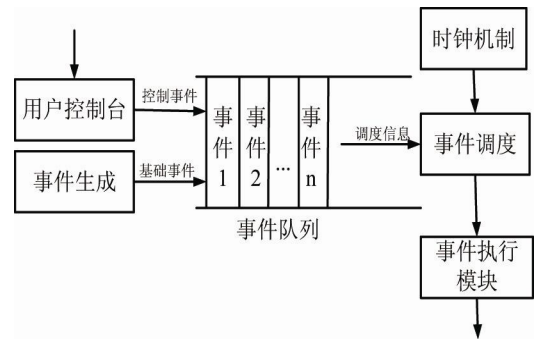 时钟机制
用户控制台
控制事件
事件生成
基础事件
事件1
事件2
...
事件n
调度信息
事件调度
事件队列
事件执行
模块